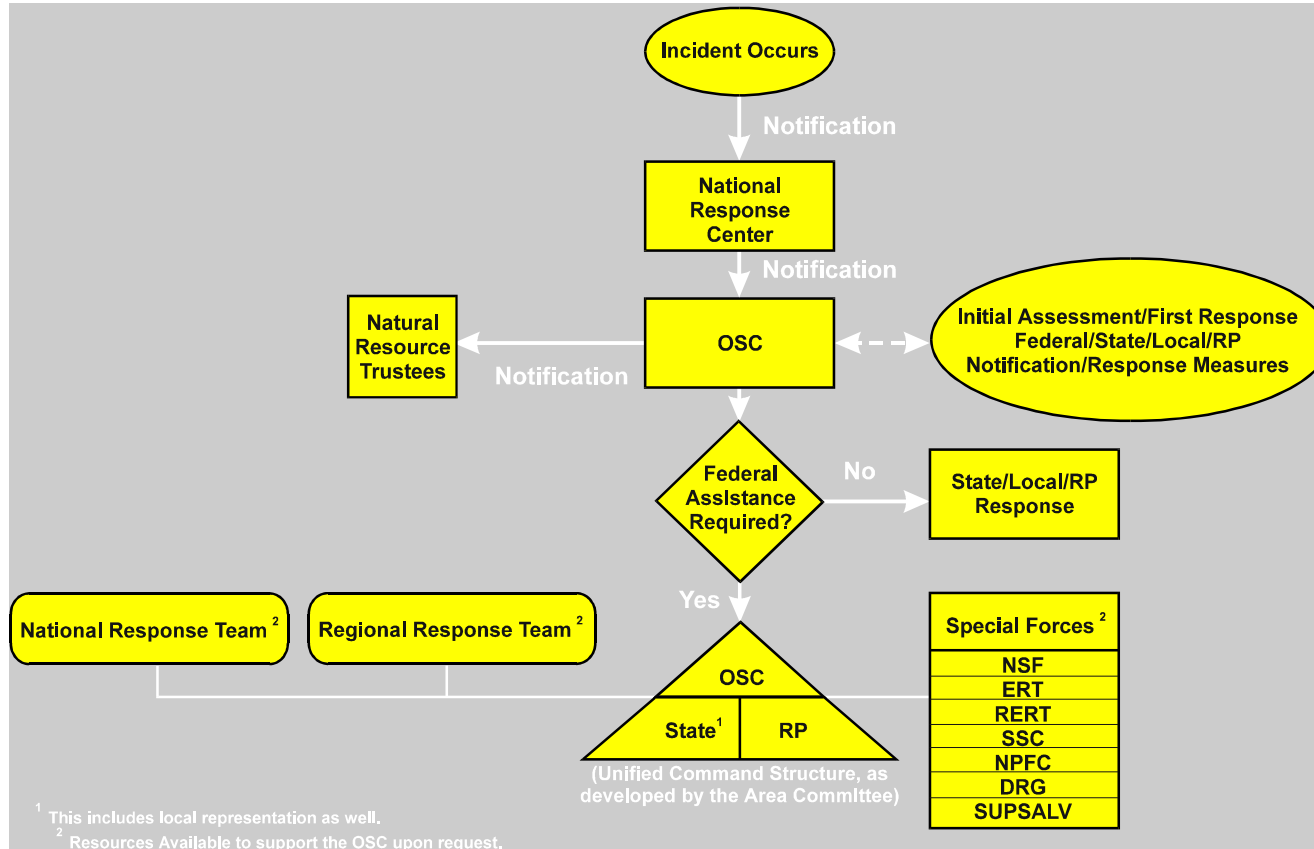 Incident Occurs
Notification
National
Response
Center
Notification
Natural
Resource
Trustees
OSC
Initial Assessment/First Response
Federal/State/Local/RP
Notification/Response Measures
Notification
Federal
Assistance
Required?
No
State/Local/RP
Response
Yes
National Response Team 2
Regional Response Team 2
Special Forces 2
NSF
ERT
RERT
SSC
NPFC
DRG
SUPSALV
OSC
State1
RP
(Unified Command Structure, as
developed by the Area Committee)
1 This includes local representation as well.
2 Resources Available to support the OSC upon request.